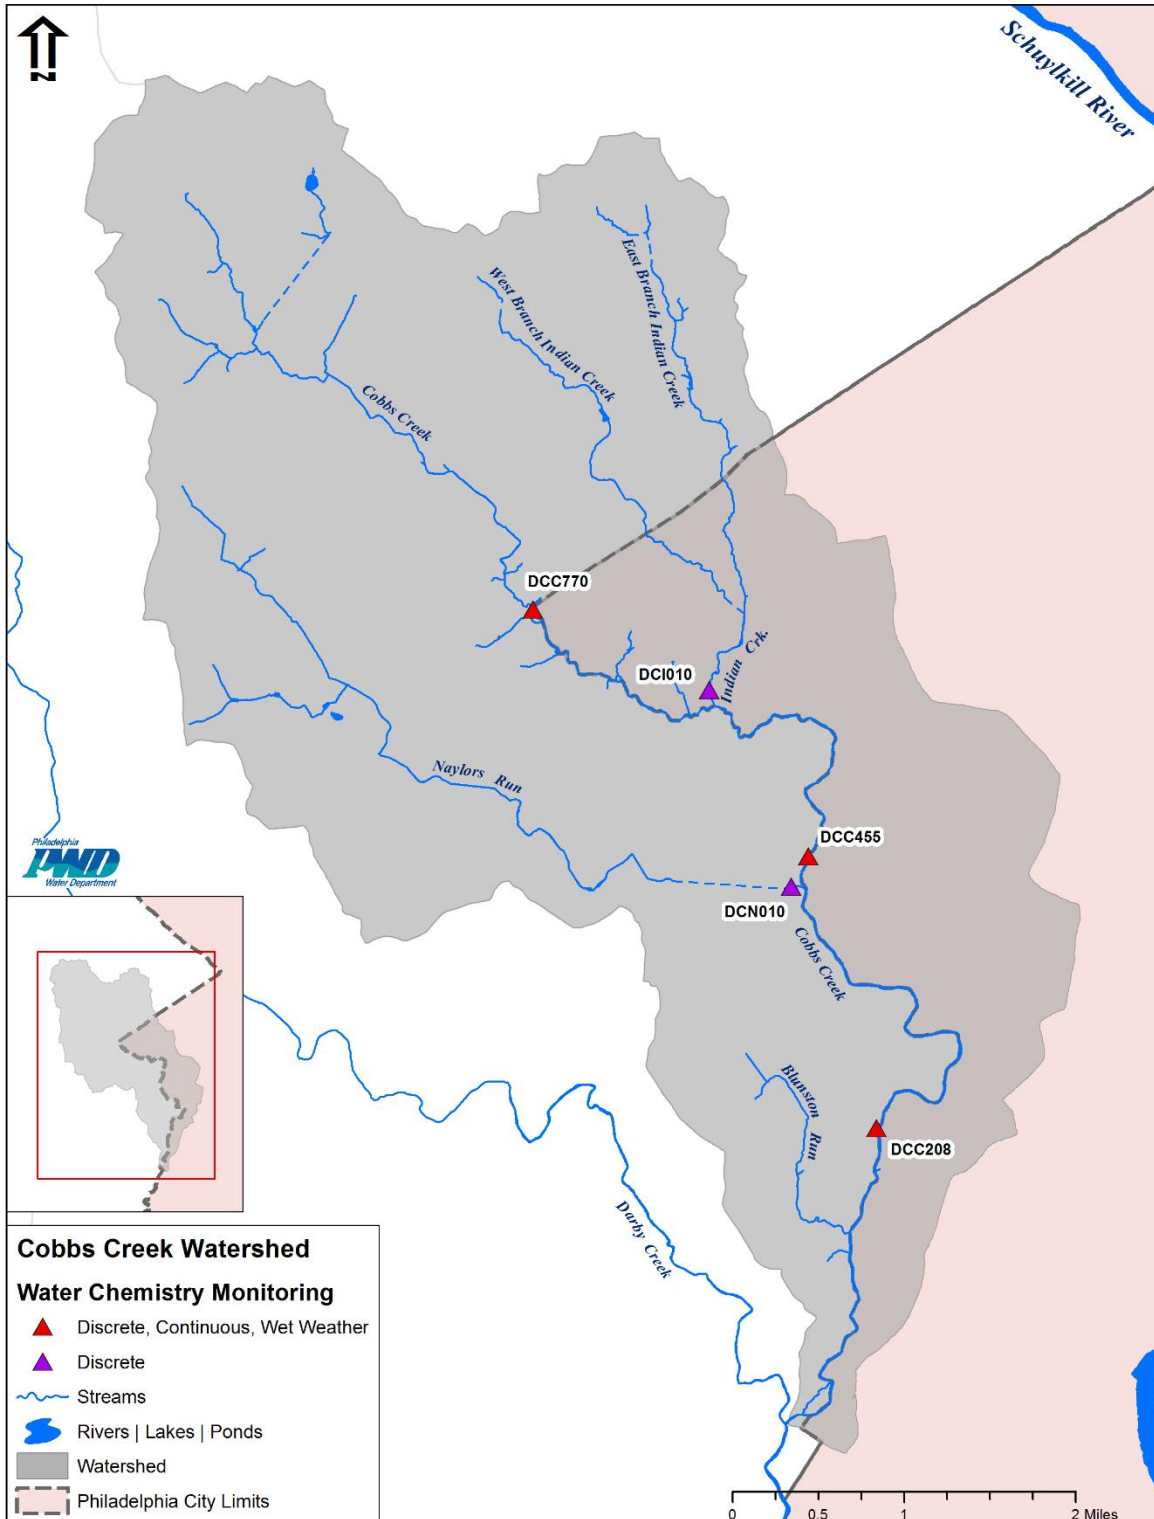 N
Schuylkill River
East Branch Indian Creek
West Branch Indian Creek
Cobbs Creek
DCC770
DCI010
Indian Crk.
Naylors Run
DCC455
DCN010
Cobbs Creek
Philadelphia
PWD
Water Department
Blunston Run
DCC208
Darby Creek
Cobbs Creek Watershed
Water Chemistry Monitoring
Discrete, Continuous, Wet Weather
Discrete
Streams
Rivers | Lakes | Ponds
Watershed
Philadelphia City Limits
0 0.5 1 2 Miles